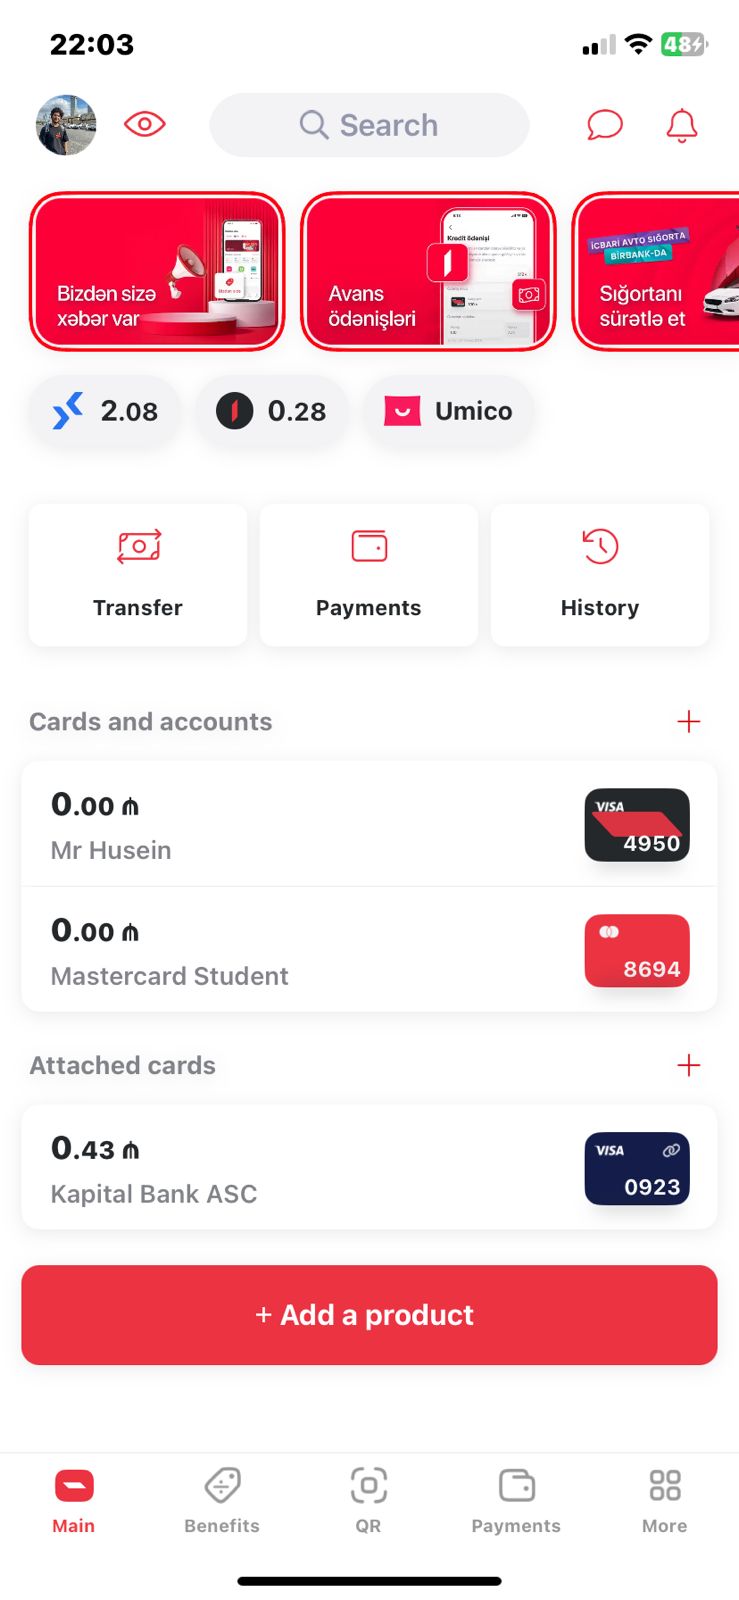 22:03
48
Search
Bizdən sizə
xəbər var
Kredit ödənişi
Avans
ödənişləri
İCBARİ AVTO SIĞORTA
BİRBANK-DA
Sığortanı
sürətlə et
2.08
0.28
Umico
Transfer
Payments
History
Cards and accounts
0.00 ₼
Mr Husein
VISA
4950
0.00 ₼
Mastercard Student
8694
Attached cards
0.43 ₼
Kapital Bank ASC
VISA
0923
+ Add a product
Main
Benefits
QR
Payments
More